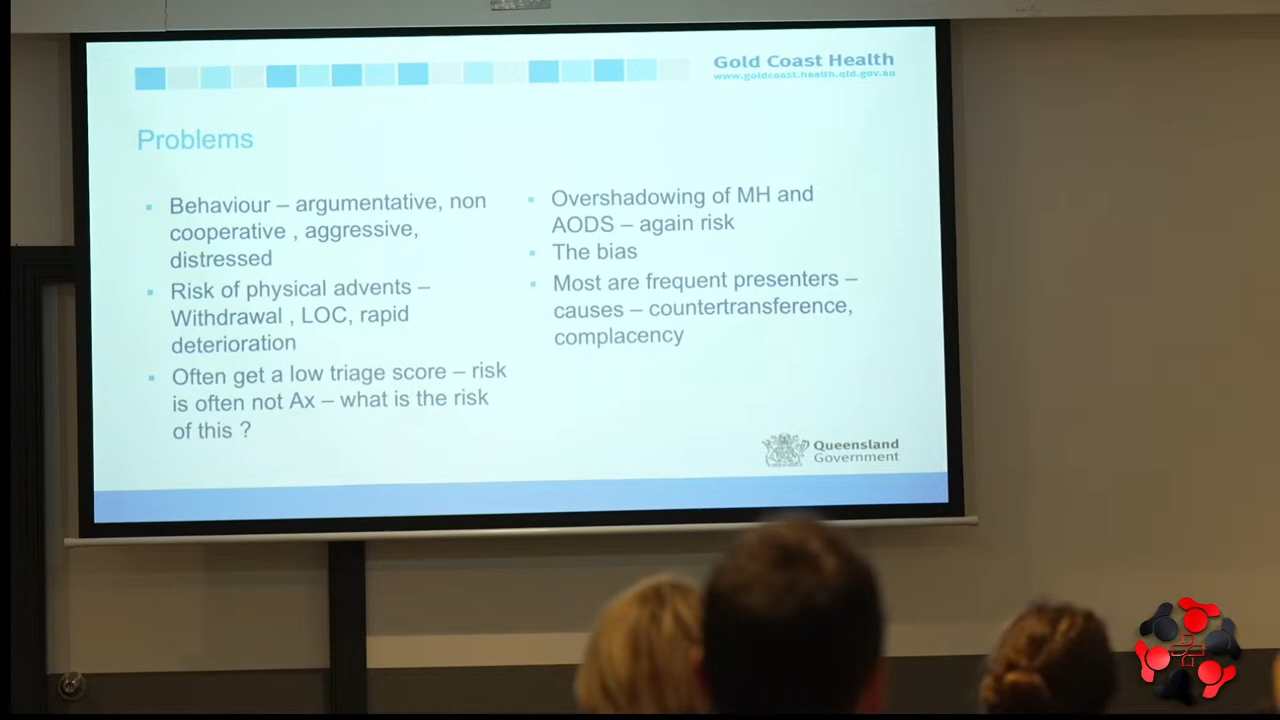 Gold Coast Health
www.goldcoast.health.qld.gov.au
Problems
Behaviour – argumentative, non
cooperative , aggressive,
distressed
Risk of physical advents –
Withdrawal , LOC, rapid
deterioration
Often get a low triage score – risk
is often not Ax – what is the risk
of this ?
Overshadowing of MH and
AODS – again risk
The bias
Most are frequent presenters –
causes – countertransference,
complacency
Queensland
Government